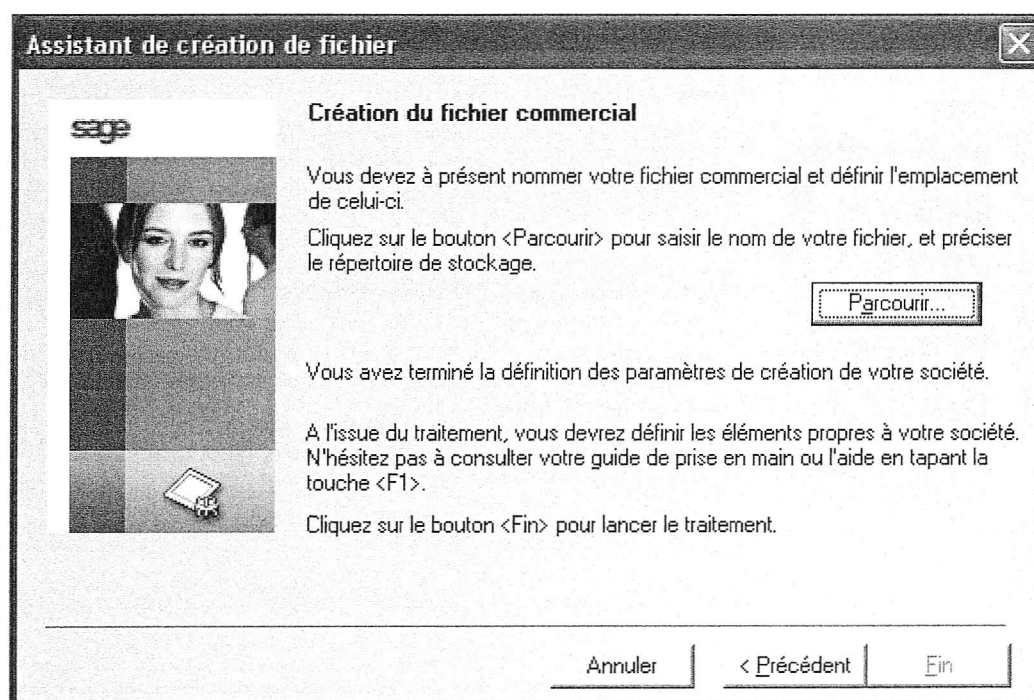 Assistant de création de fichier
sage
Création du fichier commercial
Vous devez à présent nommer votre fichier commercial et définir l'emplacement
de celui-ci.
Cliquez sur le bouton <Parcourir> pour saisir le nom de votre fichier, et préciser
le répertoire de stockage.
Parcourir...
Vous avez terminé la définition des paramètres de création de votre société.
A l'issue du traitement, vous devrez définir les éléments propres à votre société.
N'hésitez pas à consulter votre guide de prise en main ou l'aide en tapant la
touche <F1>.
Cliquez sur le bouton <Fin> pour lancer le traitement.
Annuler
< Précédent
Fin